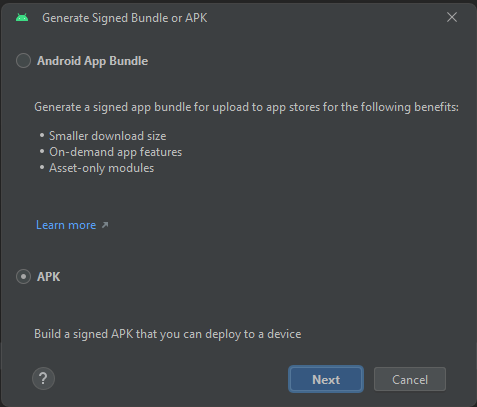 Generate Signed Bundle or APK
Android App Bundle
Generate a signed app bundle for upload to app stores for the following benefits:
• Smaller download size
• On-demand app features
• Asset-only modules
Learn more ↗
APK
Build a signed APK that you can deploy to a device
? Next Cancel